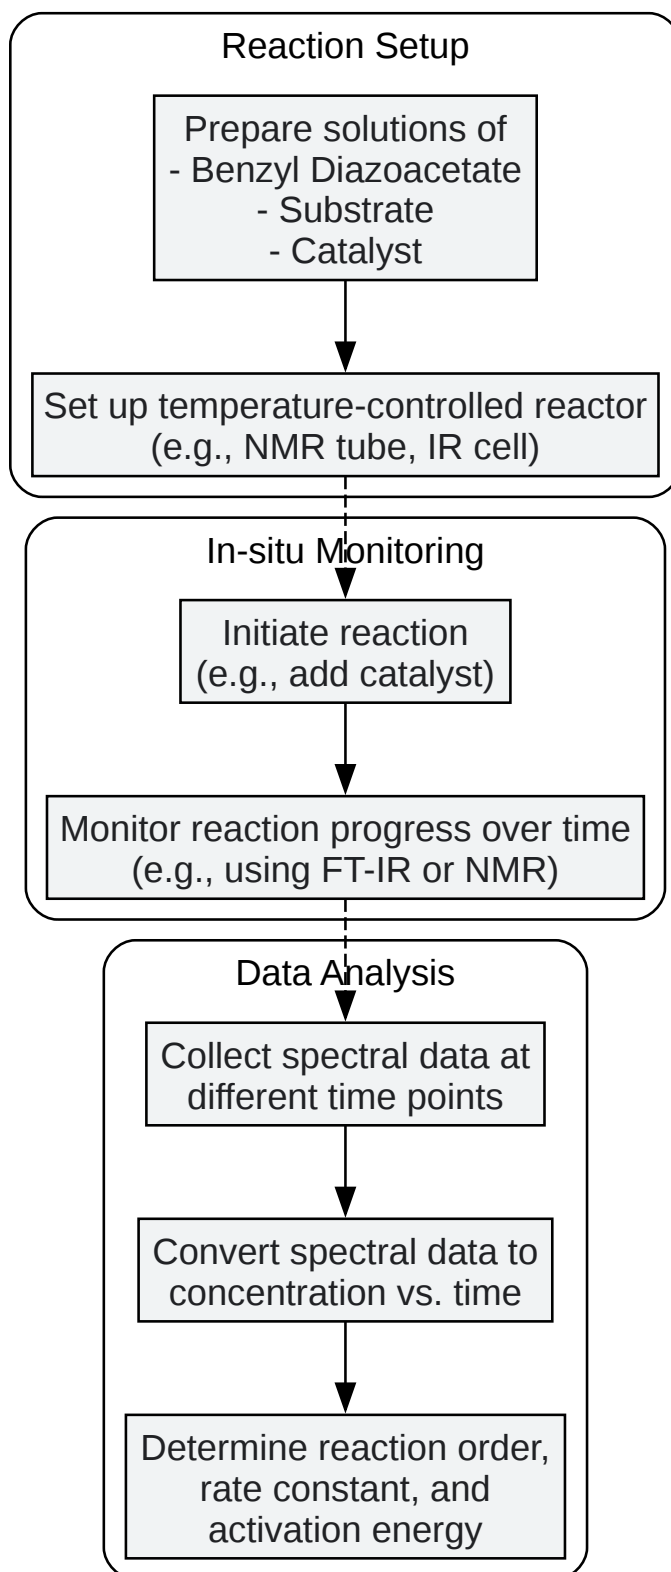 Reaction Setup
Prepare solutions of
- Benzyl Diazoacetate
- Substrate
- Catalyst
Set up temperature-controlled reactor
(e.g., NMR tube, IR cell)
In-situ Monitoring
Initiate reaction
(e.g., add catalyst)
Monitor reaction progress over time
(e.g., using FT-IR or NMR)
Data Analysis
Collect spectral data at
different time points
Convert spectral data to
concentration vs. time
Determine reaction order,
rate constant, and
activation energy